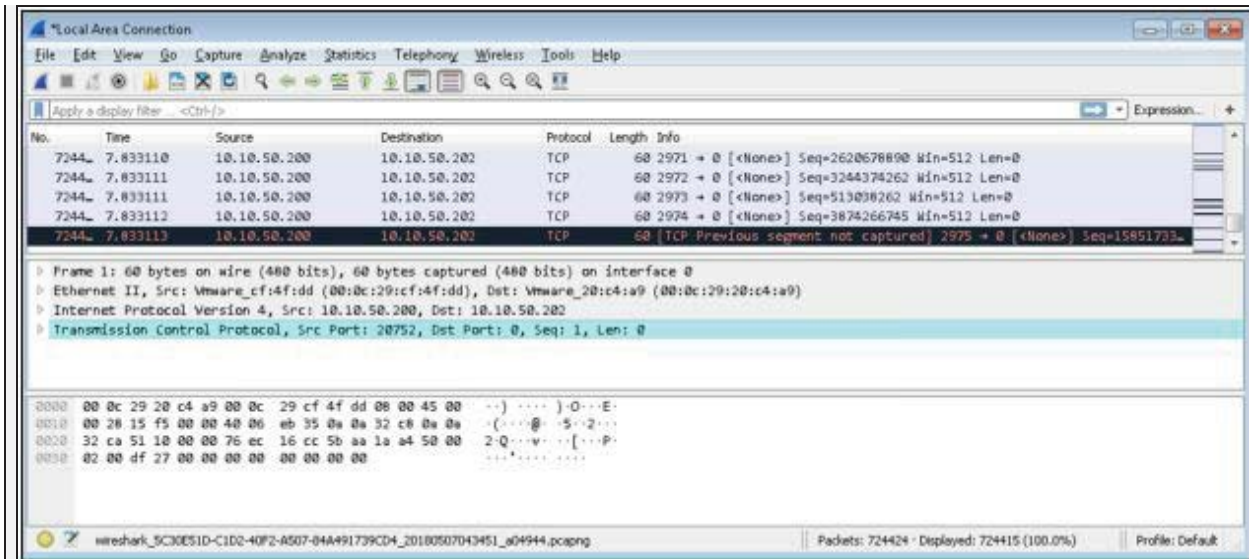 *Local Area Connection
File Edit View Go Capture Analyze Statistics Telephony Wireless Tools Help
Apply a display filter ... <Ctrl-/> Expression... +
No. Time Source Destination Protocol Length Info
7244… 7.833110 10.10.50.200 10.10.50.202 TCP 60 2971 → 0 [<None>] Seq=2620678890 Win=512 Len=0
7244… 7.833111 10.10.50.200 10.10.50.202 TCP 60 2972 → 0 [<None>] Seq=3244374262 Win=512 Len=0
7244… 7.833111 10.10.50.200 10.10.50.202 TCP 60 2973 → 0 [<None>] Seq=513038262 Win=512 Len=0
7244… 7.833112 10.10.50.200 10.10.50.202 TCP 60 2974 → 0 [<None>] Seq=3874266745 Win=512 Len=0
7244… 7.833113 10.10.50.200 10.10.50.202 TCP 60 [TCP Previous segment not captured] 2975 → 0 [<None>] Seq=15851733…
Frame 1: 60 bytes on wire (480 bits), 60 bytes captured (480 bits) on interface 0
Ethernet II, Src: Vmware_cf:4f:dd (00:0c:29:cf:4f:dd), Dst: Vmware_20:c4:a9 (00:0c:29:20:c4:a9)
Internet Protocol Version 4, Src: 10.10.50.200, Dst: 10.10.50.202
Transmission Control Protocol, Src Port: 20752, Dst Port: 0, Seq: 1, Len: 0
0000 00 0c 29 20 c4 a9 00 0c 29 cf 4f dd 08 00 45 00 ··) ···· )·O···E·
0010 00 28 15 f5 00 00 40 06 eb 35 0a 0a 32 c8 0a 0a ·(····@· ·5··2···
0020 32 ca 51 10 00 00 76 ec 16 cc 5b aa 1a a4 50 00 2·Q···v· ··[···P·
0030 02 00 df 27 00 00 00 00 00 00 00 00 ···'···· ····
wireshark_5C30E51D-C1D2-40F2-A507-84A491739CD4_20180507043451_a04944.pcapng Packets: 724424 · Displayed: 724415 (100.0%) Profile: Default